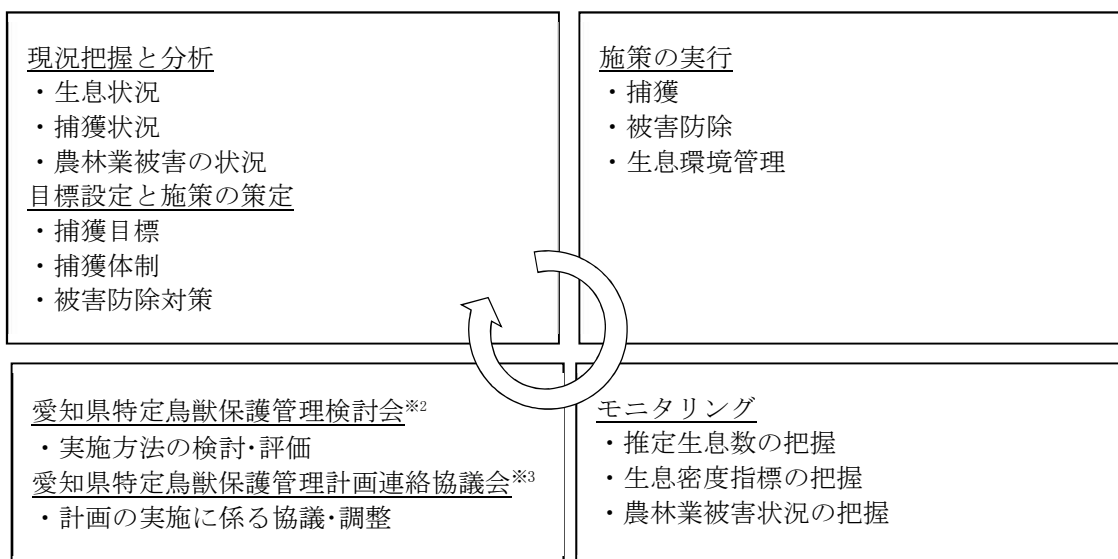 現況把握と分析
・生息状況
・捕獲状況
・農林業被害の状況
目標設定と施策の策定
・捕獲目標
・捕獲体制
・被害防除対策
施策の実行
・捕獲
・被害防除
・生息環境管理
愛知県特定鳥獣保護管理検討会※2
・実施方法の検討・評価
愛知県特定鳥獣保護管理計画連絡協議会※3
・計画の実施に係る協議・調整
モニタリング
・推定生息数の把握
・生息密度指標の把握
・農林業被害状況の把握